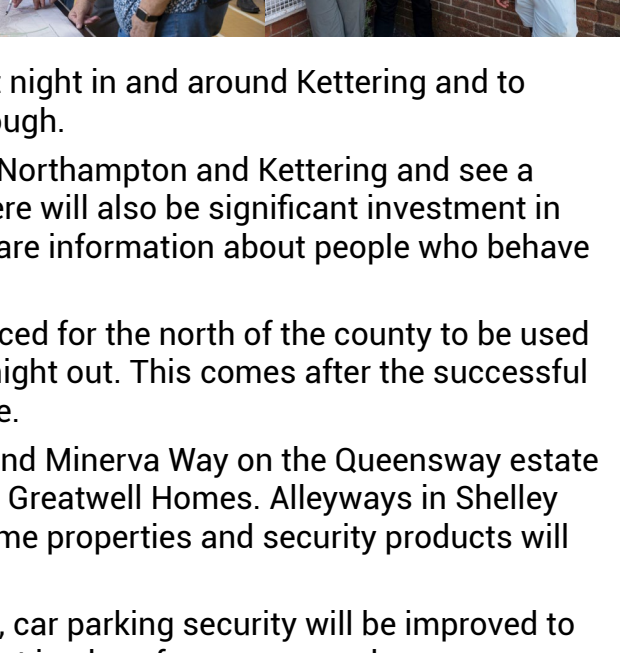 night in and around Kettering and to
ough.
Northampton and Kettering and see a
ere will also be significant investment in
are information about people who behave
ced for the north of the county to be used
night out. This comes after the successful
e.
nd Minerva Way on the Queensway estate
Greatwell Homes. Alleyways in Shelley
me properties and security products will
, car parking security will be improved to